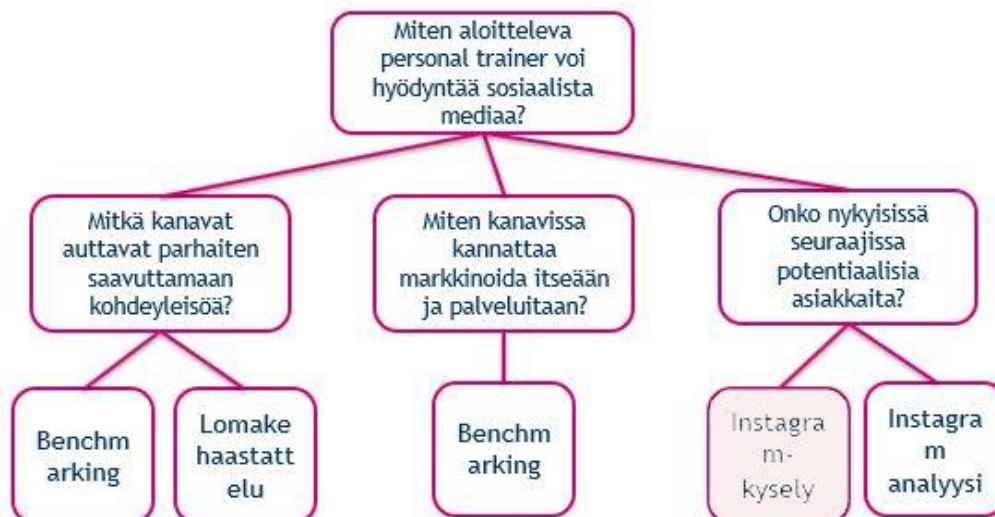 Miten aloitteleva
personal trainer voi
hyödyntää sosiaalista
mediaa?
Mitkä kanavat
auttavat parhaiten
saavuttamaan
kohdeyleisöä?
Miten kanavissa
kannattaa
markkinoida itseään
ja palveluitaan?
Onko nykyisissä
seuraajissa
potentiaalisia
asiakkaita?
Benchm
arking
Lomake
haastatt
elu
Benchm
arking
Instagra
m-
kysely
Instagra
m
analyysi